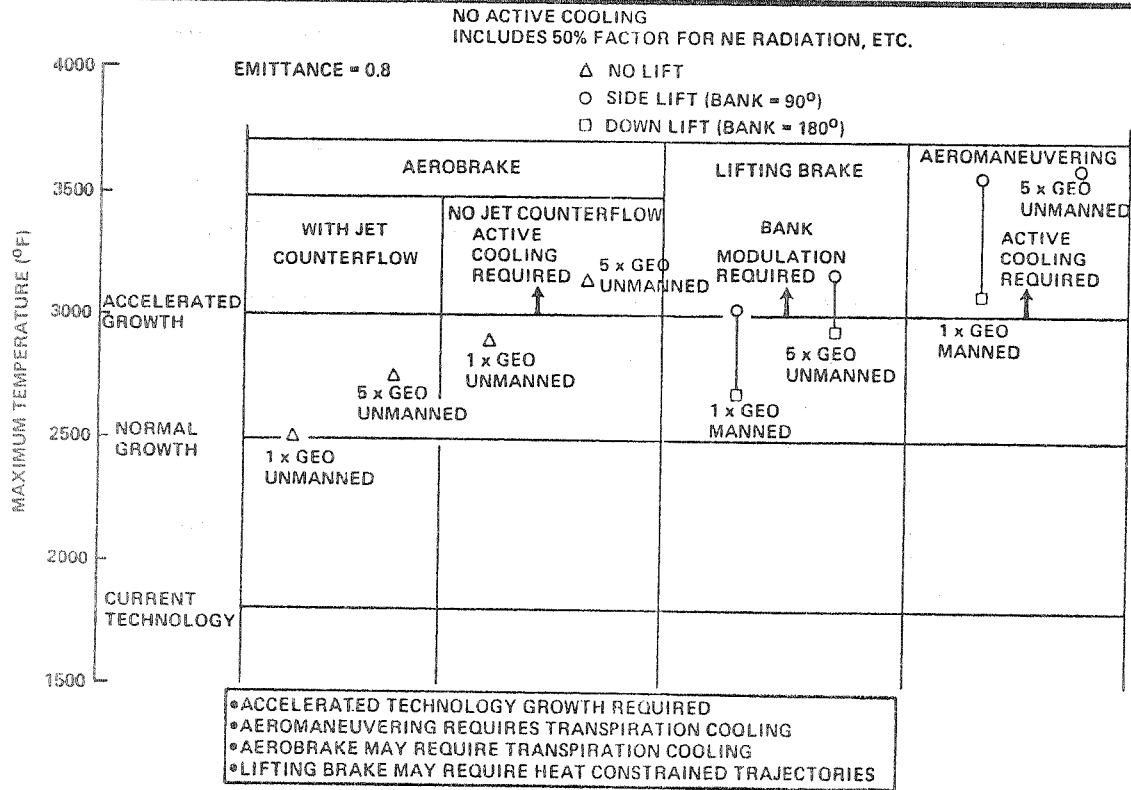 NO ACTIVE COOLING
INCLUDES 50% FACTOR FOR NE RADIATION, ETC.
EMITTANCE = 0.8
△ NO LIFT
○ SIDE LIFT (BANK = 90º)
□ DOWN LIFT (BANK = 180º)
MAXIMUM TEMPERATURE (ºF)
4000
3500
3000
2500
2000
1500
ACCELERATED
GROWTH
NORMAL
GROWTH
CURRENT
TECHNOLOGY
AEROBRAKE
WITH JET
COUNTERFLOW
5 x GEO
UNMANNED
1 x GEO
UNMANNED
NO JET COUNTERFLOW
ACTIVE
COOLING
REQUIRED
5 x GEO
UNMANNED
1 x GEO
UNMANNED
LIFTING BRAKE
BANK
MODULATION
REQUIRED
1 x GEO
MANNED
5 x GEO
UNMANNED
AEROMANEUVERING
5 x GEO
UNMANNED
ACTIVE
COOLING
REQUIRED
1 x GEO
MANNED
•ACCELERATED TECHNOLOGY GROWTH REQUIRED
•AEROMANEUVERING REQUIRES TRANSPIRATION COOLING
•AEROBRAKE MAY REQUIRE TRANSPIRATION COOLING
•LIFTING BRAKE MAY REQUIRE HEAT CONSTRAINED TRAJECTORIES